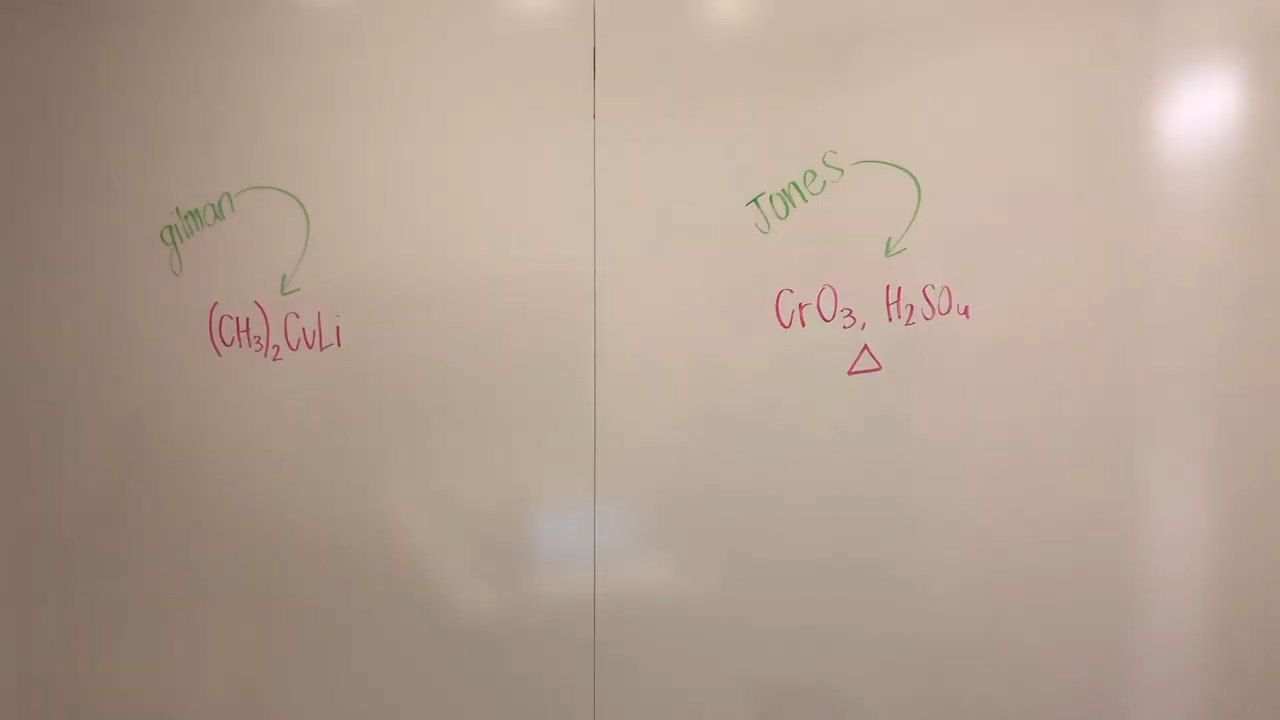 gilman
(CH₃)₂CuLi
Jones
CrO₃, H₂SO₄
△